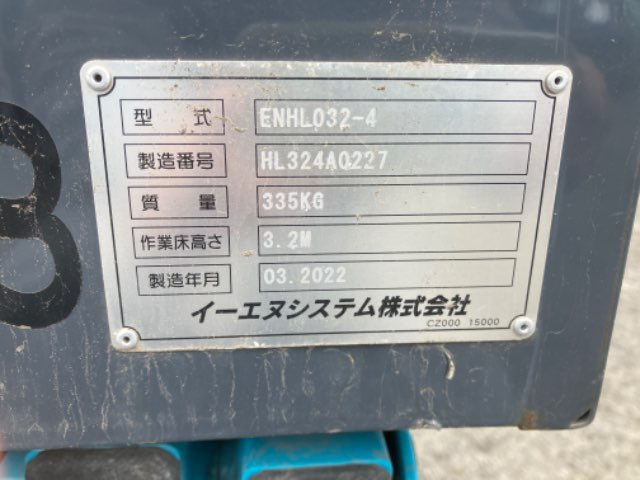 型式 ENHL032-4
製造番号 HL324A0227
質量 335KG
作業床高さ 3.2M
製造年月 03.2022
イーエヌシステム株式会社
CZ000 15000
8